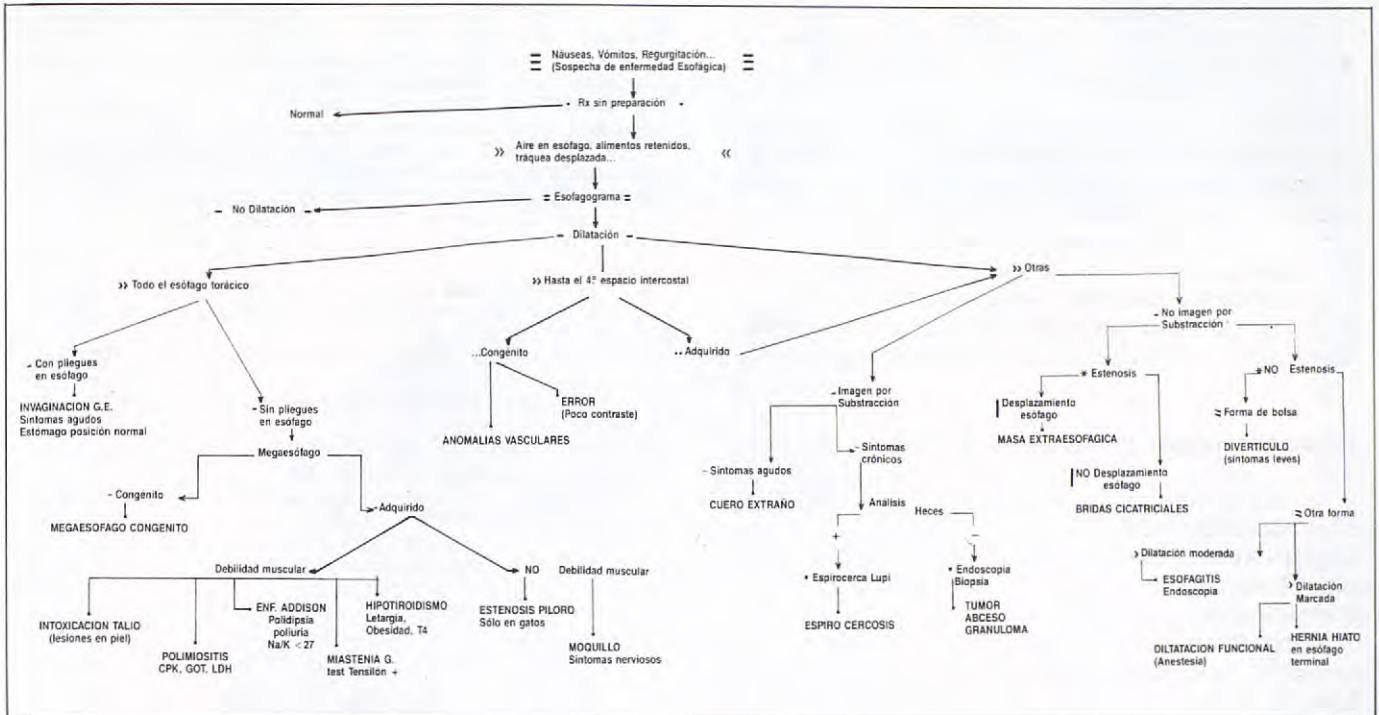 Náuseas, Vómitos, Regurgitación...
(Sospecha de enfermedad Esofágica)
- Rx sin preparación -
Normal
» Aire en esófago, alimentos retenidos, «
tráquea desplazada...
= Esofagograma =
- No Dilatación -
- Dilatación -
» Todo el esófago torácico
» Hasta el 4.º espacio intercostal
» Otras
- No imagen por
Substracción
- Con pliegues
en esófago
INVAGINACION G.E.
Síntomas agudos
Estómago posición normal
- Sin pliegues
en esófago
Megaesófago
- Congénito
MEGAESOFAGO CONGENITO
- Adquirido
Debilidad muscular
INTOXICACION TALIO
(lesiones en piel)
POLIMIOSITIS
CPK, GOT, LDH
ENF. ADDISON
Polidipsia
poliuria
Na/K < 27
MIASTENIA G.
test Tensilon +
HIPOTIROIDISMO
Letargia,
Obesidad, T4
NO Debilidad muscular
ESTENOSIS PILORO
Sólo en gatos
MOQUILLO
Síntomas nerviosos
...Congénito
ANOMALIAS VASCULARES
ERROR
(Poco contraste)
.. Adquirido
- Imagen por
Substracción
- Síntomas agudos
CUERO EXTRAÑO
- Síntomas
crónicos
Análisis Heces
+ -
* Espirocerca Lupi
ESPIRO CERCOSIS
* Endoscopia
Biopsia
TUMOR
ABCESO
GRANULOMA
* Estenosis
Desplazamiento
esófago
MASA EXTRAESOFAGICA
NO Desplazamiento
esófago
BRIDAS CICATRICIALES
* NO Estenosis
≥ Forma de bolsa
DIVERTICULO
(síntomas leves)
≥ Otra forma
> Dilatación moderada
ESOFAGITIS
Endoscopia
> Dilatación
Marcada
DILTATACION FUNCIONAL
(Anestesia)
HERNIA HIATO
en esófago
terminal